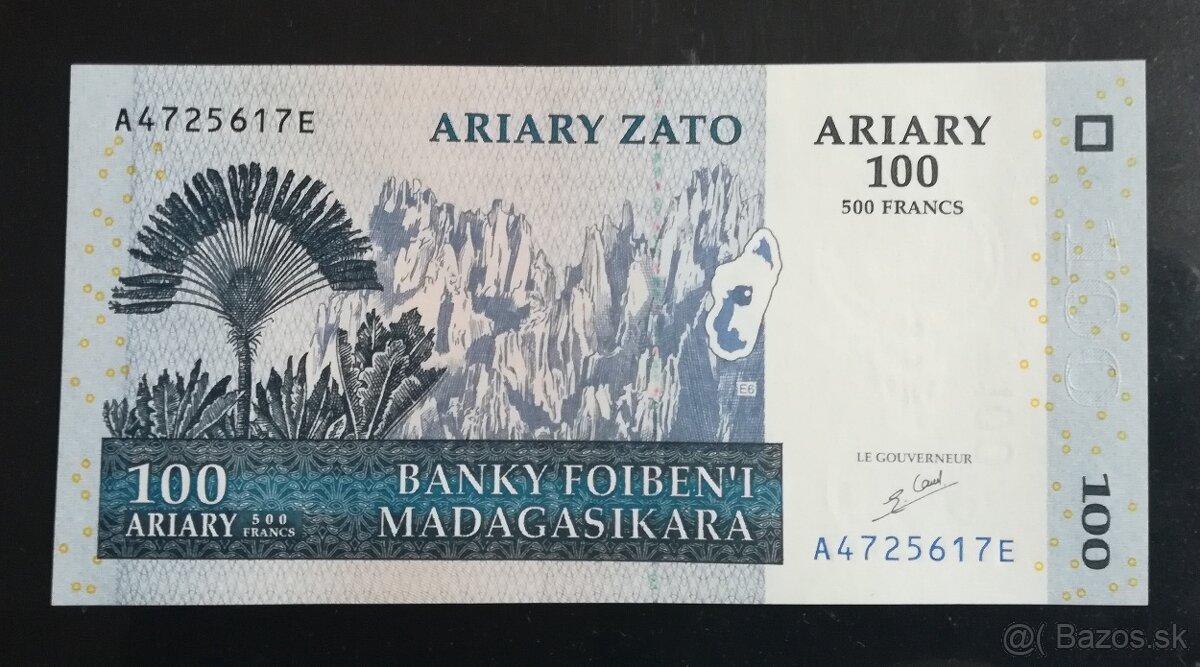 A4725617E
ARIARY ZATO
ARIARY
100
500 FRANCS
100
E6
100
ARIARY 500 FRANCS
BANKY FOIBEN'I
MADAGASIKARA
LE GOUVERNEUR
A4725617E
100
@( Bazos.sk